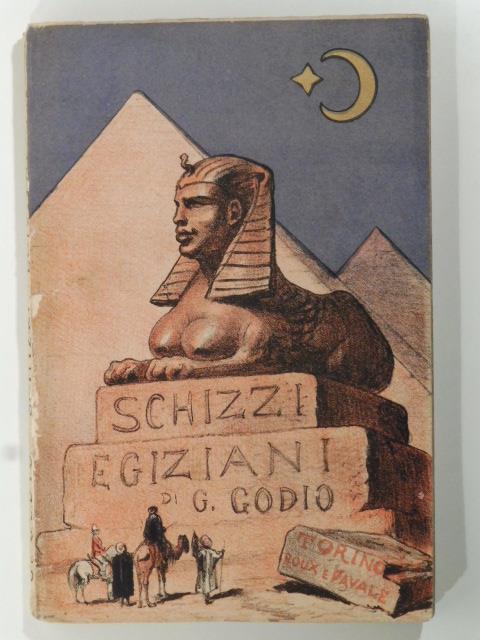 SCHIZZI
EGIZIANI
DI G. GODIO
TORINO
ROUX E FAVALE